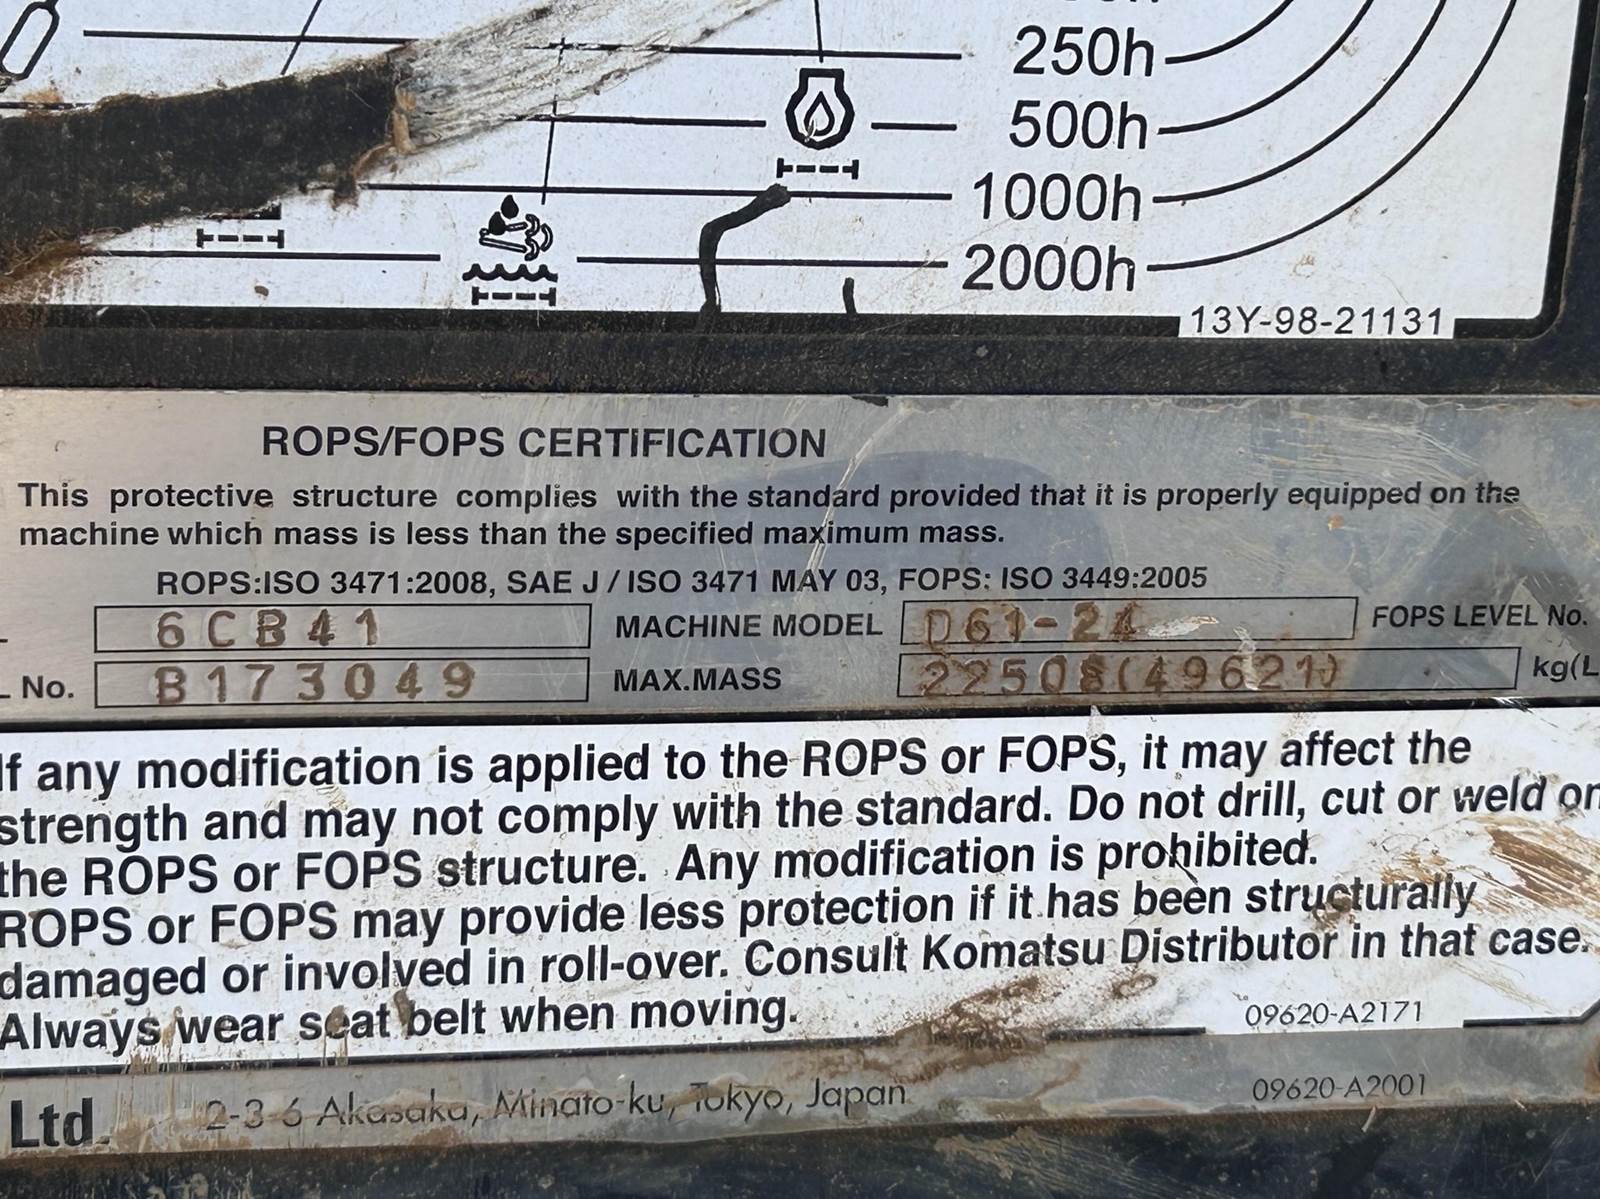 250h
500h
1000h
2000h
13Y-98-21131
ROPS/FOPS CERTIFICATION
This protective structure complies with the standard provided that it is properly equipped on the
machine which mass is less than the specified maximum mass.
ROPS:ISO 3471:2008, SAE J / ISO 3471 MAY 03, FOPS: ISO 3449:2005
6CB41 MACHINE MODEL D61-24 FOPS LEVEL No.
No. B173049 MAX.MASS 22508(49621) kg(L
If any modification is applied to the ROPS or FOPS, it may affect the
strength and may not comply with the standard. Do not drill, cut or weld on
the ROPS or FOPS structure. Any modification is prohibited.
ROPS or FOPS may provide less protection if it has been structurally
damaged or involved in roll-over. Consult Komatsu Distributor in that case.
Always wear seat belt when moving.
09620-A2171
Ltd. 2-3-6 Akasaka, Minato-ku, Tokyo, Japan 09620-A2001